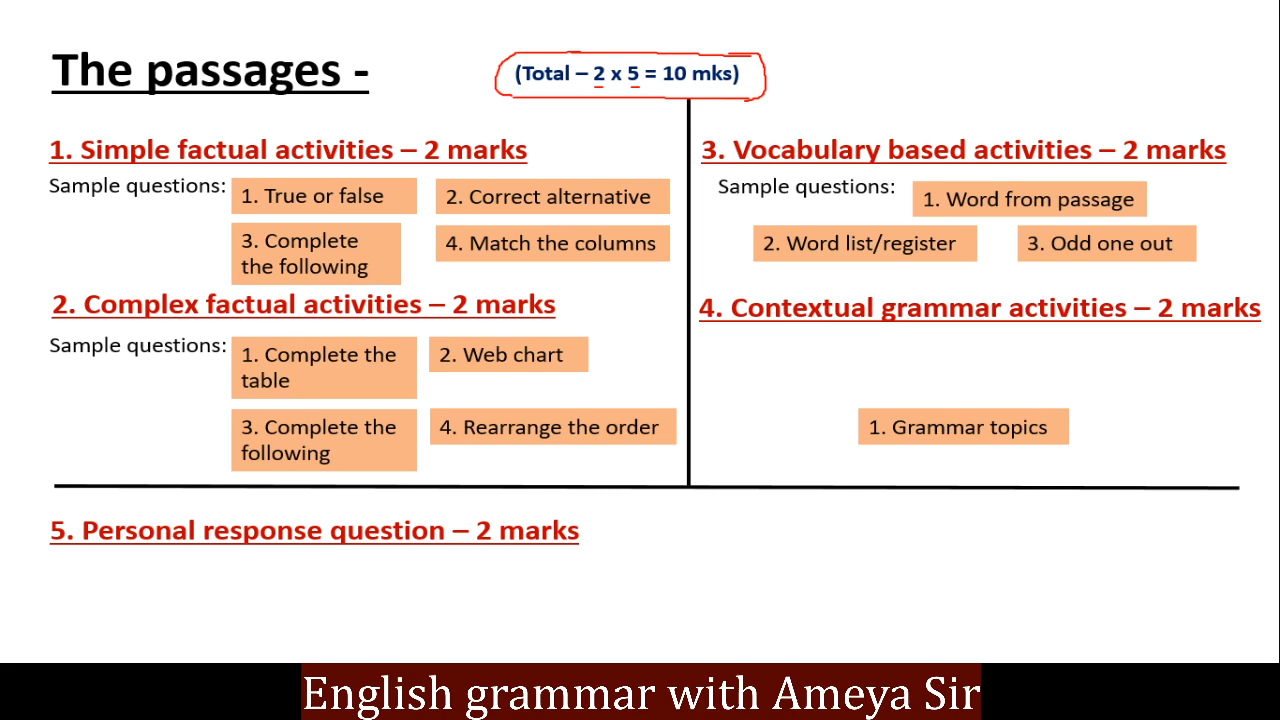 The passages -
(Total – 2 x 5 = 10 mks)
1. Simple factual activities – 2 marks
Sample questions:
1. True or false
2. Correct alternative
3. Complete
the following
4. Match the columns
2. Complex factual activities – 2 marks
Sample questions:
1. Complete the
table
2. Web chart
3. Complete the
following
4. Rearrange the order
3. Vocabulary based activities – 2 marks
Sample questions:
1. Word from passage
2. Word list/register
3. Odd one out
4. Contextual grammar activities – 2 marks
1. Grammar topics
5. Personal response question – 2 marks
English grammar with Ameya Sir